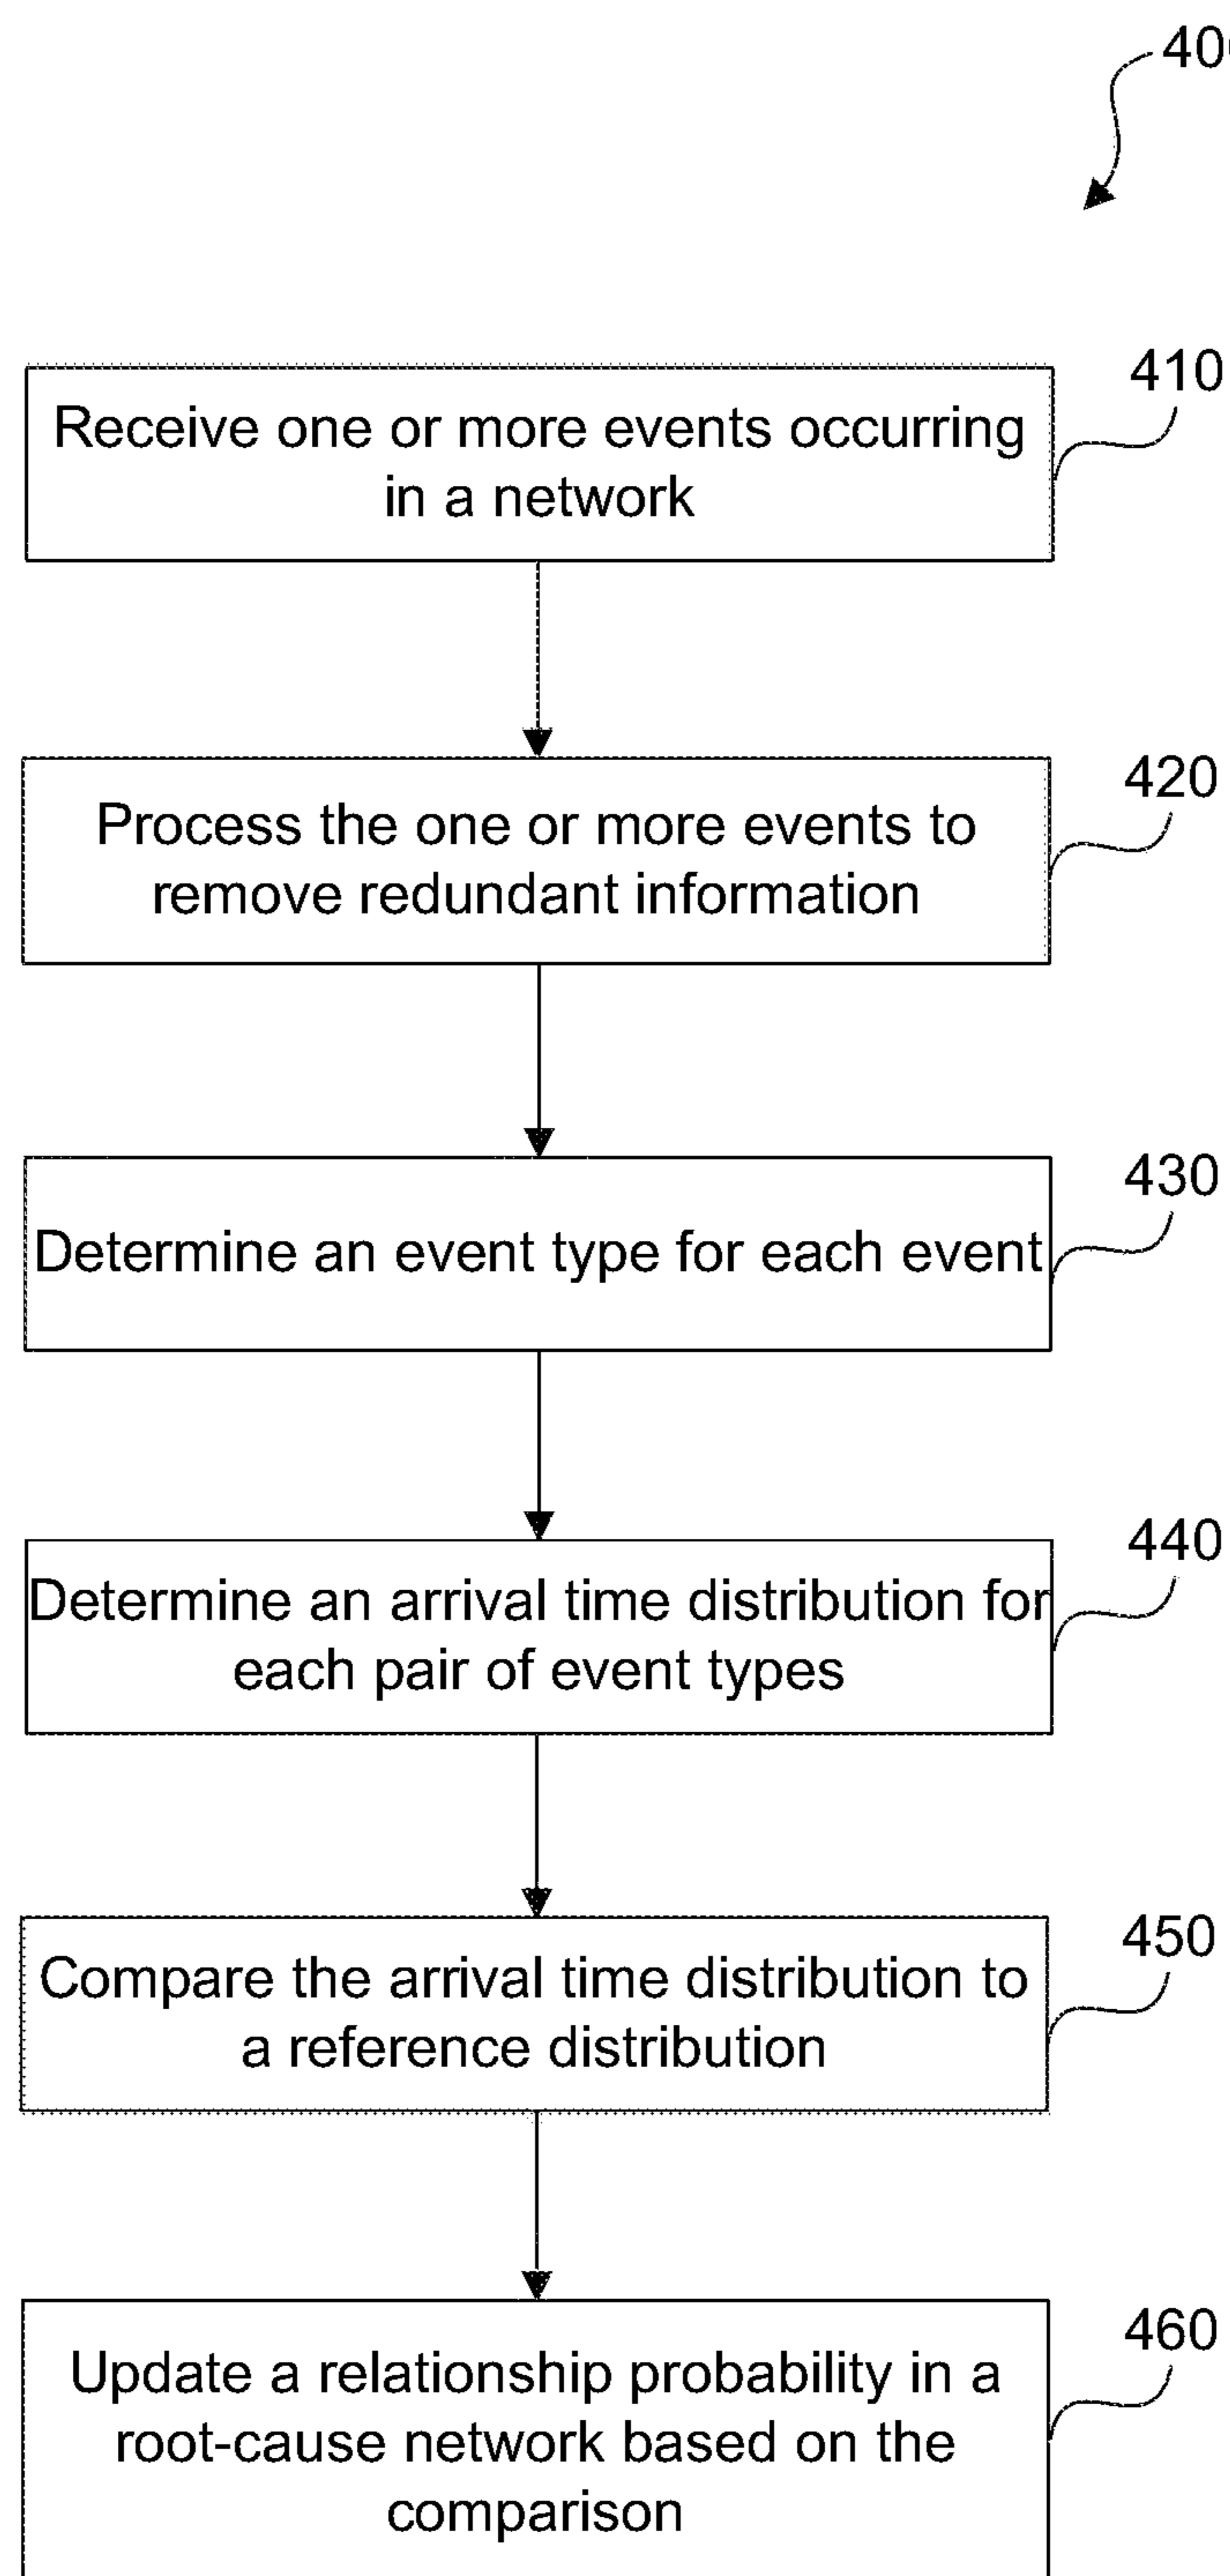 410
Receive one or more events occurring
in a network
420
Process the one or more events to
remove redundant information
430
Determine an event type for each event
440
Determine an arrival time distribution for
each pair of event types
450
Compare the arrival time distribution to
a reference distribution
460
Update a relationship probability in a
root-cause network based on the
comparison